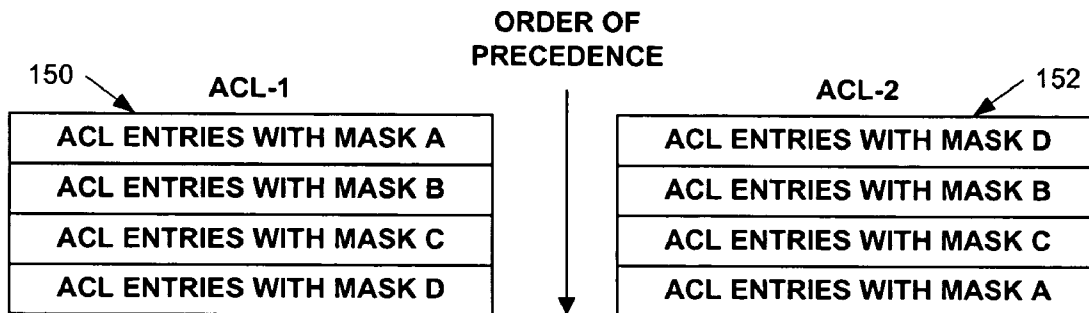 ORDER OF
PRECEDENCE
150
ACL-1
ACL ENTRIES WITH MASK A
ACL ENTRIES WITH MASK B
ACL ENTRIES WITH MASK C
ACL ENTRIES WITH MASK D
ACL-2
152
ACL ENTRIES WITH MASK D
ACL ENTRIES WITH MASK B
ACL ENTRIES WITH MASK C
ACL ENTRIES WITH MASK A